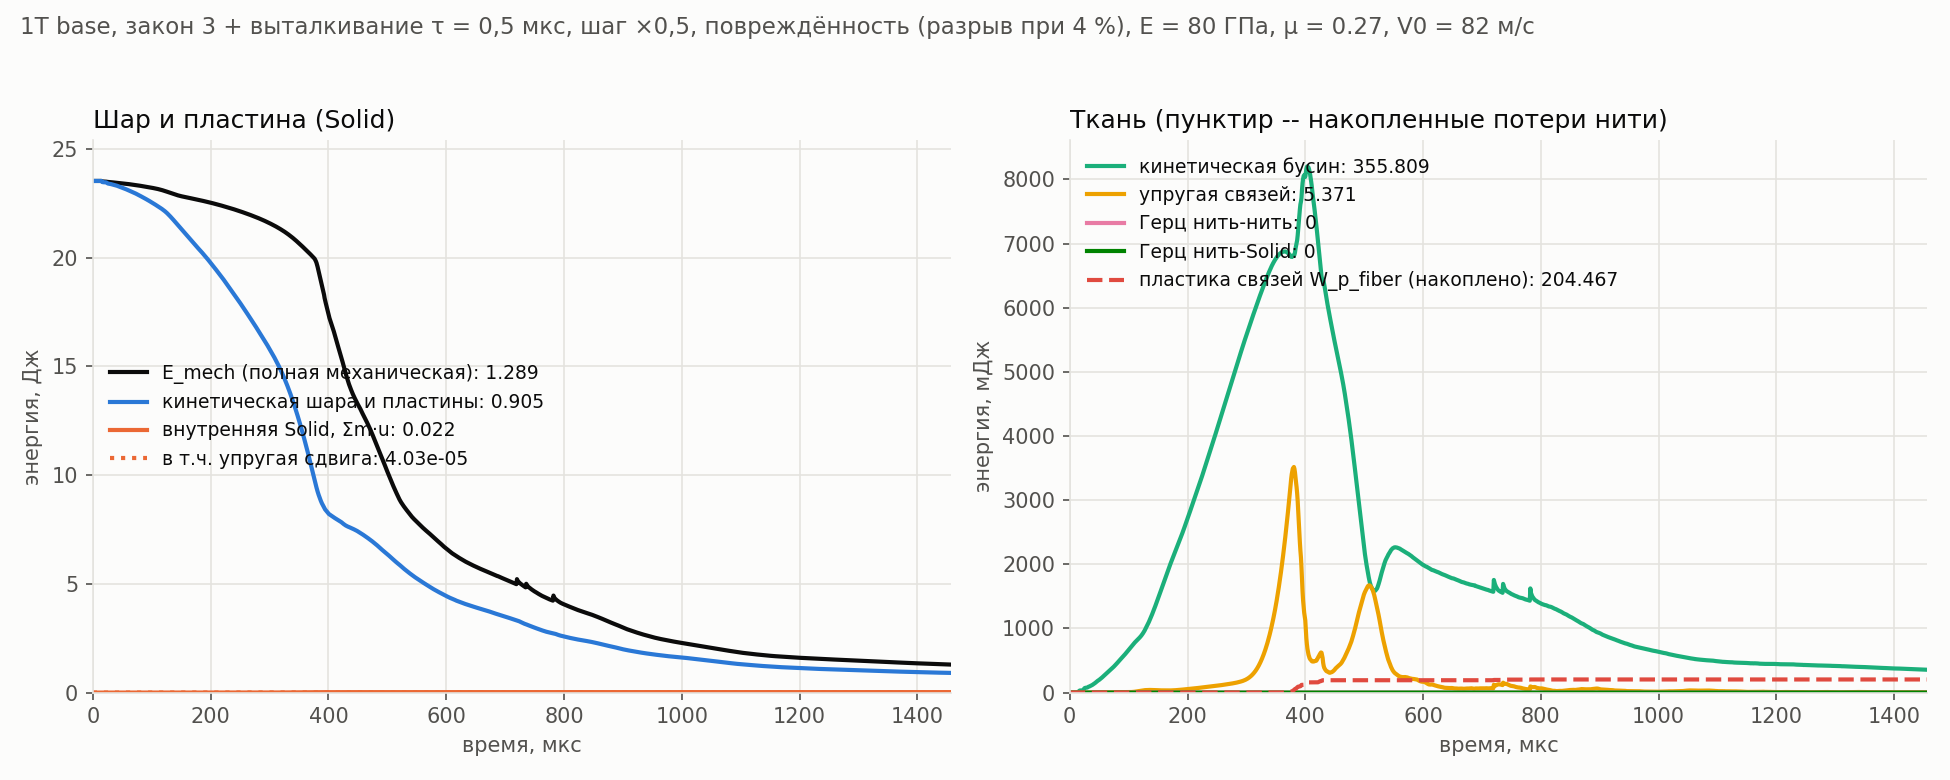 1T base, закон 3 + выталкивание τ = 0,5 мкс, шаг ×0,5, повреждённость (разрыв при 4 %), E = 80 ГПа, μ = 0.27, V0 = 82 м/с
Шар и пластина (Solid)
25
20
15
10
5
0
энергия, Дж
E_mech (полная механическая): 1.289
кинетическая шара и пластины: 0.905
внутренняя Solid, Σm·u: 0.022
в т.ч. упругая сдвига: 4.03e-05
0 200 400 600 800 1000 1200 1400
время, мкс
Ткань (пунктир -- накопленные потери нити)
8000
7000
6000
5000
4000
3000
2000
1000
0
энергия, мДж
кинетическая бусин: 355.809
упругая связей: 5.371
Герц нить-нить: 0
Герц нить-Solid: 0
пластика связей W_p_fiber (накоплено): 204.467
0 200 400 600 800 1000 1200 1400
время, мкс